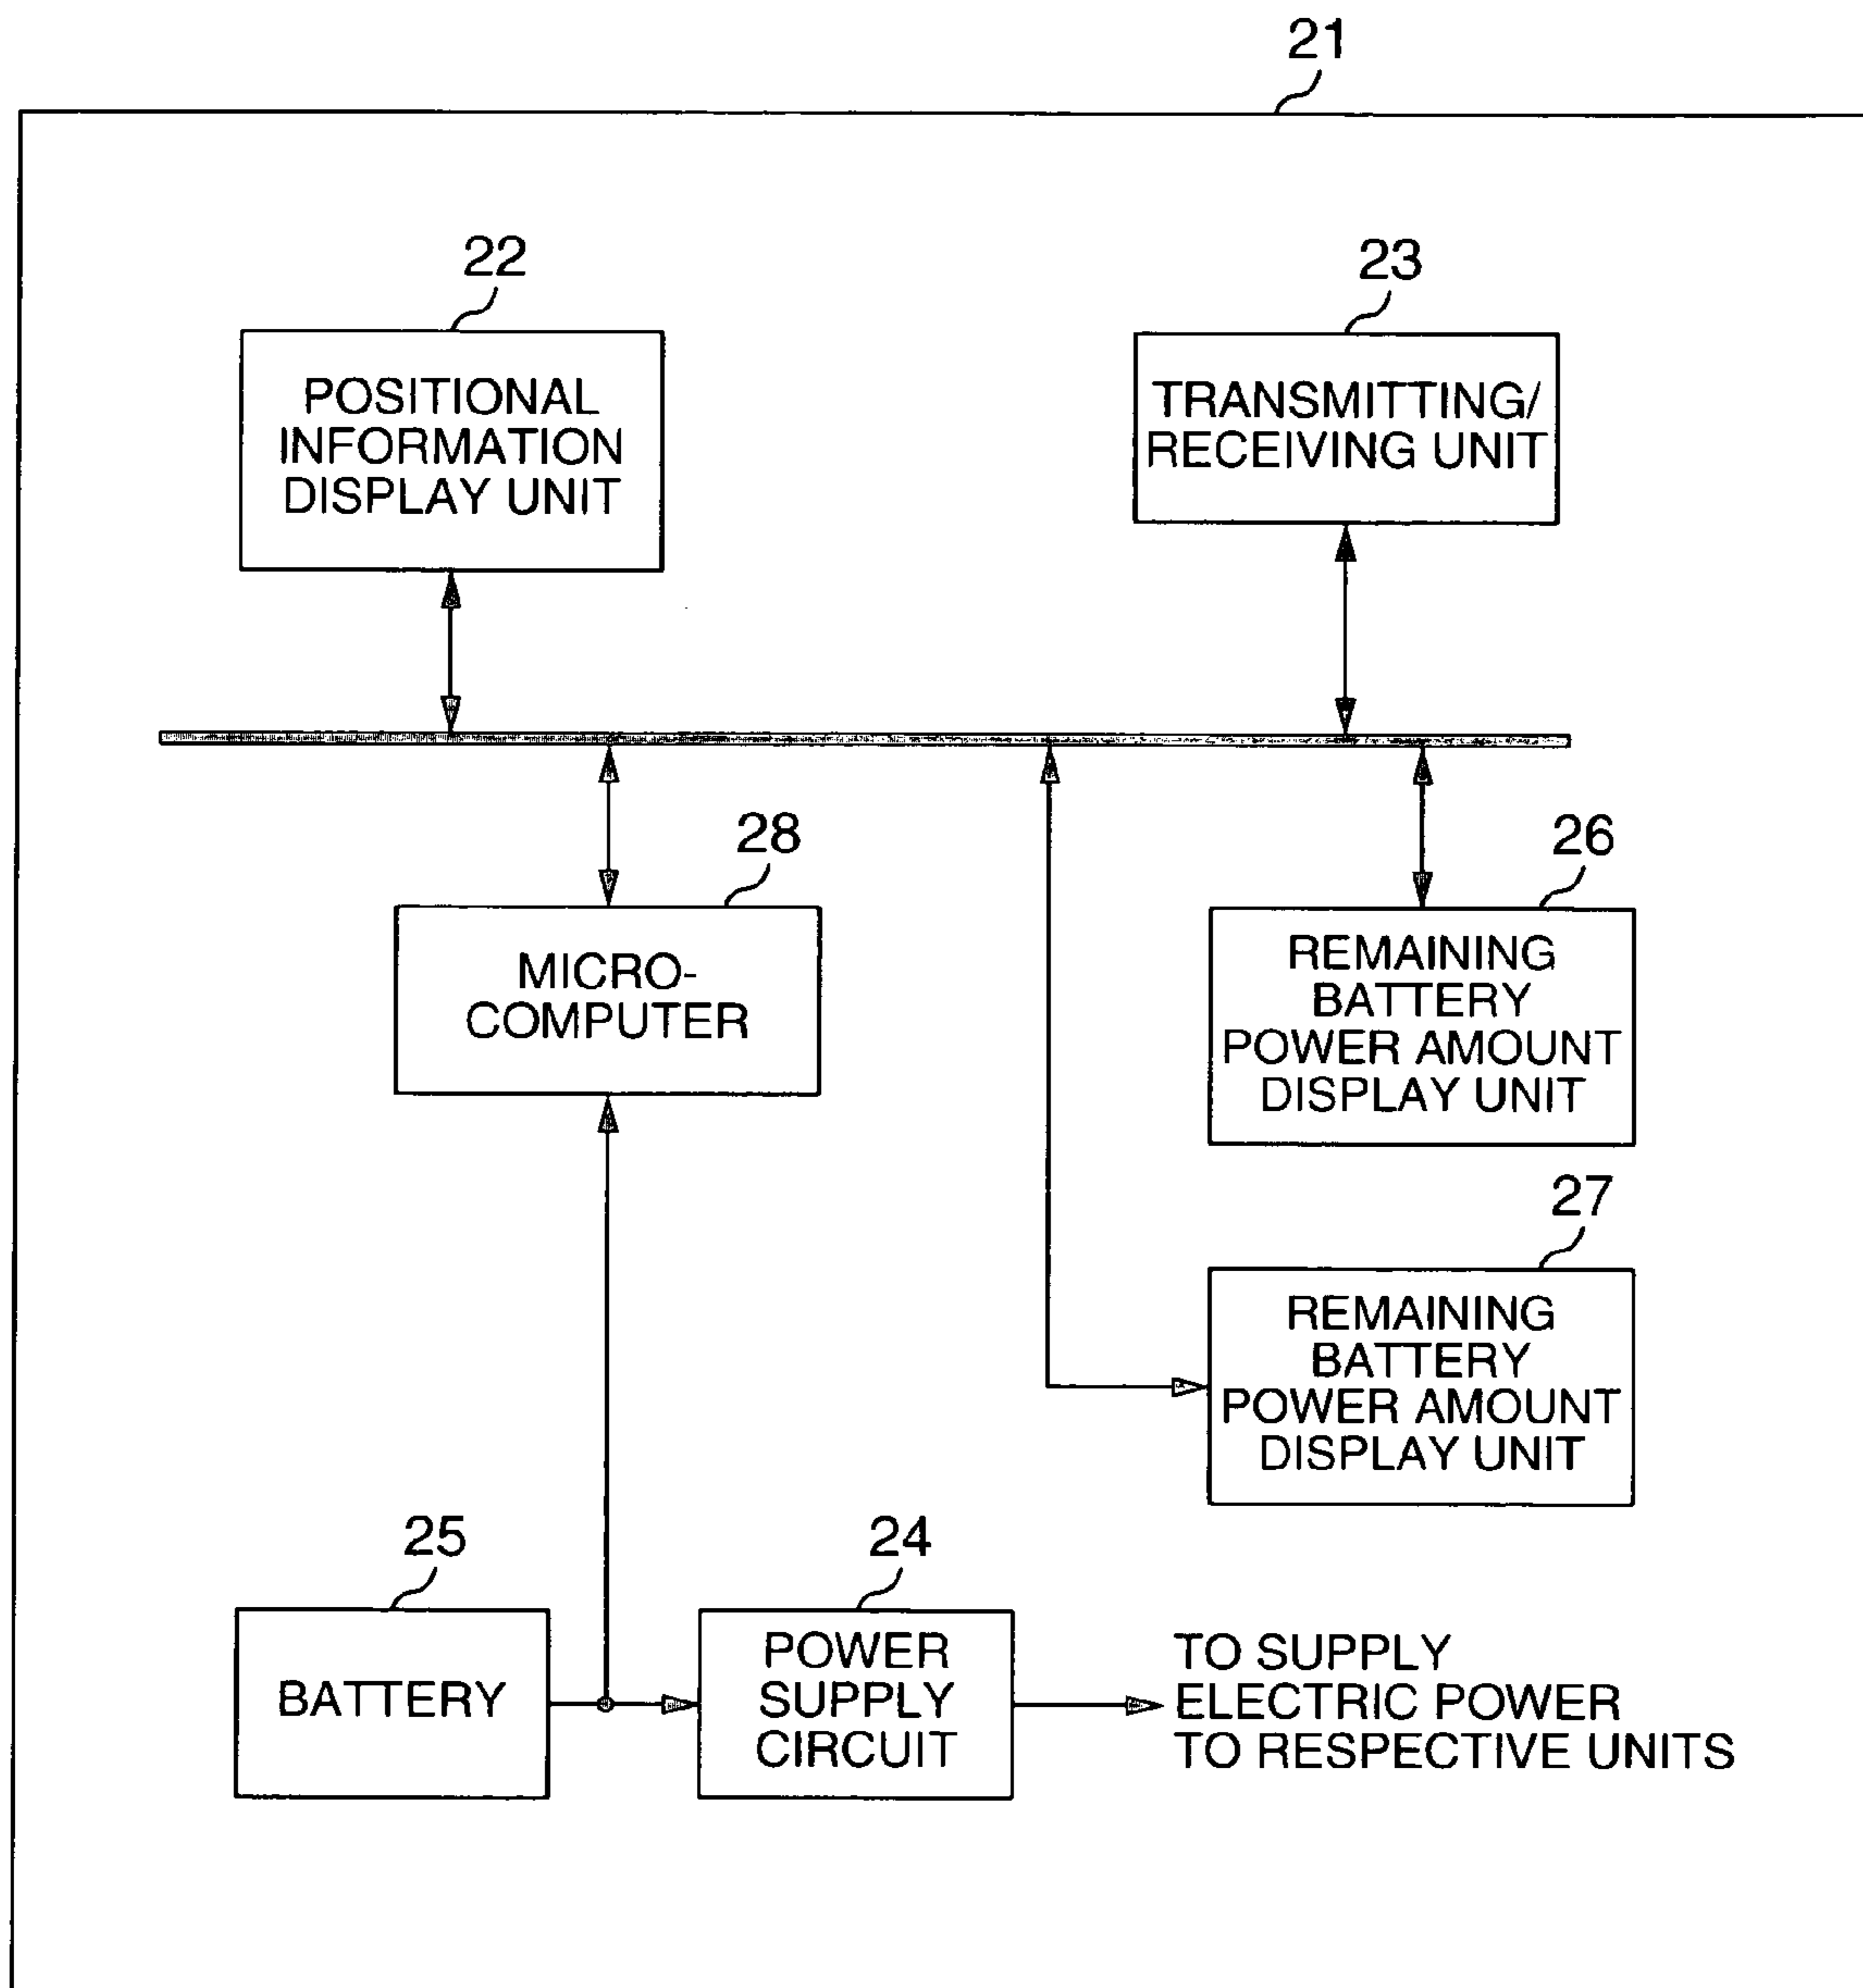 21
22
POSITIONAL
INFORMATION
DISPLAY UNIT
23
TRANSMITTING/
RECEIVING UNIT
28
MICRO-
COMPUTER
26
REMAINING
BATTERY
POWER AMOUNT
DISPLAY UNIT
27
REMAINING
BATTERY
POWER AMOUNT
DISPLAY UNIT
25
BATTERY
24
POWER
SUPPLY
CIRCUIT
TO SUPPLY
ELECTRIC POWER
TO RESPECTIVE UNITS